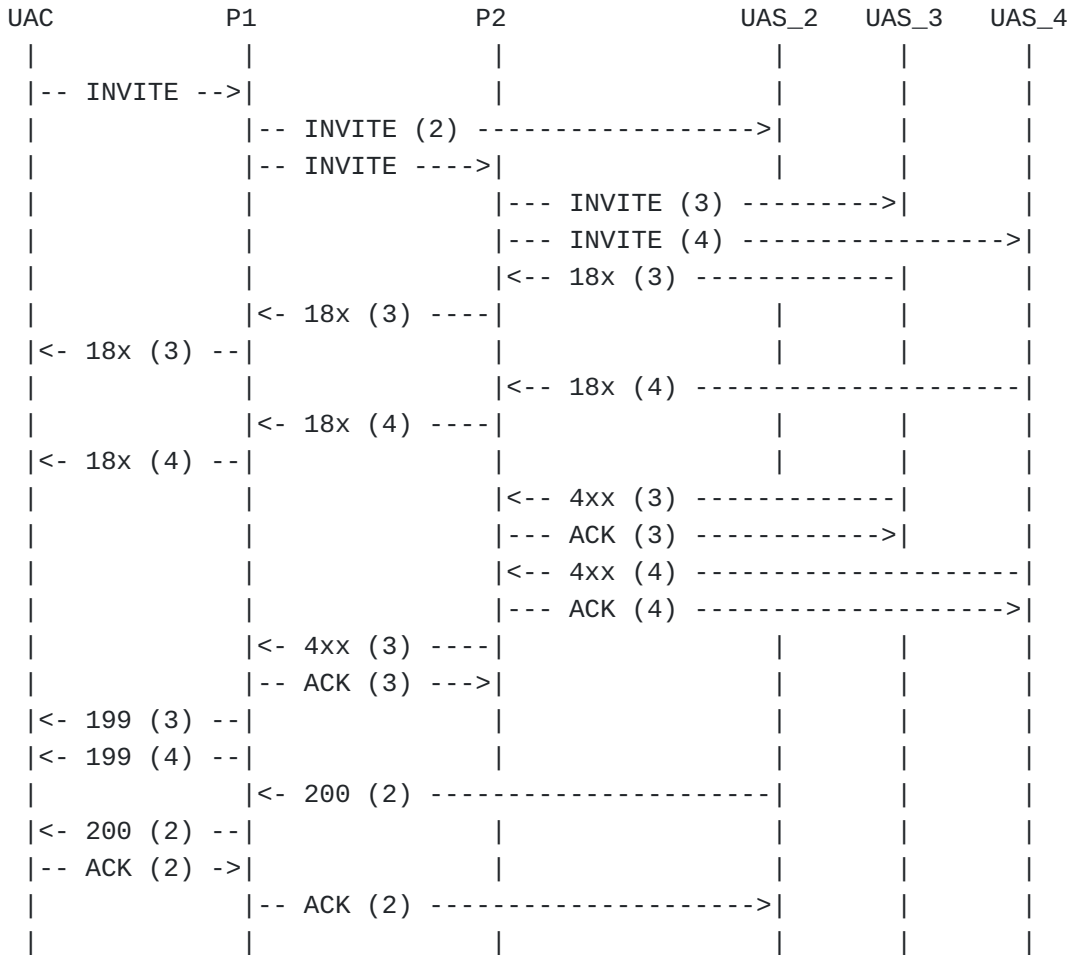 UAC            P1               P2                UAS_2    UAS_3    UAS_4
 |              |                |                  |        |        |
 |-- INVITE -->|                |                  |        |        |
 |              |-- INVITE (2) ------------------>|        |        |
 |              |-- INVITE ---->|                  |        |        |
 |              |                |--- INVITE (3) --------->|        |
 |              |                |--- INVITE (4) ----------------->|
 |              |                |<-- 18x (3) -------------|        |
 |              |<- 18x (3) ----|                  |        |        |
 |<- 18x (3) --|                |                  |        |        |
 |              |                |<-- 18x (4) ---------------------|
 |              |<- 18x (4) ----|                  |        |        |
 |<- 18x (4) --|                |                  |        |        |
 |              |                |<-- 4xx (3) -------------|        |
 |              |                |--- ACK (3) ------------>|        |
 |              |                |<-- 4xx (4) ---------------------|
 |              |                |--- ACK (4) -------------------->|
 |              |<- 4xx (3) ----|                  |        |        |
 |              |-- ACK (3) --->|                  |        |        |
 |<- 199 (3) --|                |                  |        |        |
 |<- 199 (4) --|                |                  |        |        |
 |              |<- 200 (2) ----------------------|        |        |
 |<- 200 (2) --|                |                  |        |        |
 |-- ACK (2) ->|                |                  |        |        |
 |              |-- ACK (2) --------------------->|        |        |
 |              |                |                  |        |        |